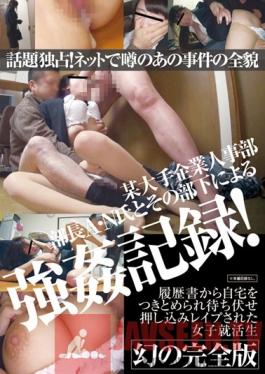 話題独占!ネットで噂のあの事件の全貌
某大手企業人事部
部長A・N氏とその部下による
強姦記録!
履歴書から自宅を
つきとめられ待ち伏せ
押し込みレイプされた
女子就活生
幻の完全版